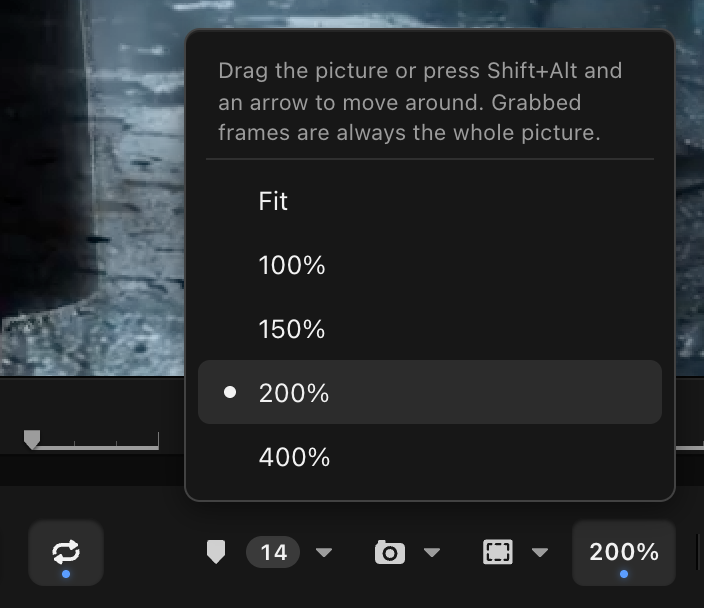 Drag the picture or press Shift+Alt and
an arrow to move around. Grabbed
frames are always the whole picture.
Fit
100%
150%
200%
400%
14
200%